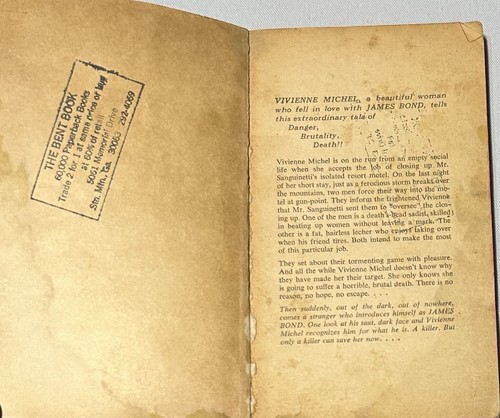 THE BENT BOOK
60,000 Paperback Books
Trade 2 for 1 at same price or
sell 60% of retail
5061 Memorial Drive
Stn. Mtn. Ga. 30083 292-4069
VIVIENNE MICHEL, a beautiful woman
who fell in love with JAMES BOND, tells
this extraordinary tale of
Danger,
Brutality,
Death!!
Vivienne Michel is on the run from an empty social
life when she accepts the job of closing up Mr.
Sanguinetti's isolated resort motel. On the last night
of her short stay, just as a ferocious storm breaks over
the mountains, two men force their way into the mo-
tel at gun-point. They inform the frightened Vivienne
that Mr. Sanguinetti sent them to "oversee" the clos-
ing up. One of the men is a death's-head sadist, skilled
in beating up women without leaving a mark. The
other is a fat, hairless lecher who enjoys taking over
when his friend tires. Both intend to make the most
of this particular job.
They set about their tormenting game with pleasure.
And all the while Vivienne Michel doesn't know why
they have made her their target. She only knows she
is going to suffer a horrible, brutal death. There is no
reason, no hope, no escape. . . .
Then suddenly, out of the dark, out of nowhere,
comes a stranger who introduces himself as JAMES
BOND. One look at his taut, dark face and Vivienne
Michel recognizes him for what he is. A killer. But
only a killer can save her now. . . .